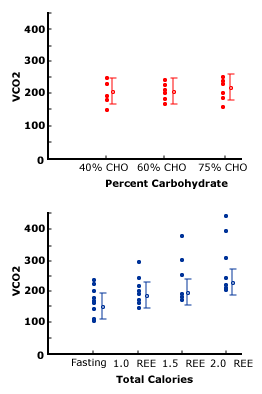 400
300
200
100
0
VCO2
40% CHO 60% CHO 75% CHO
Percent Carbohydrate
400
300
200
100
0
VCO2
Fasting 1.0 REE 1.5 REE 2.0 REE
Total Calories